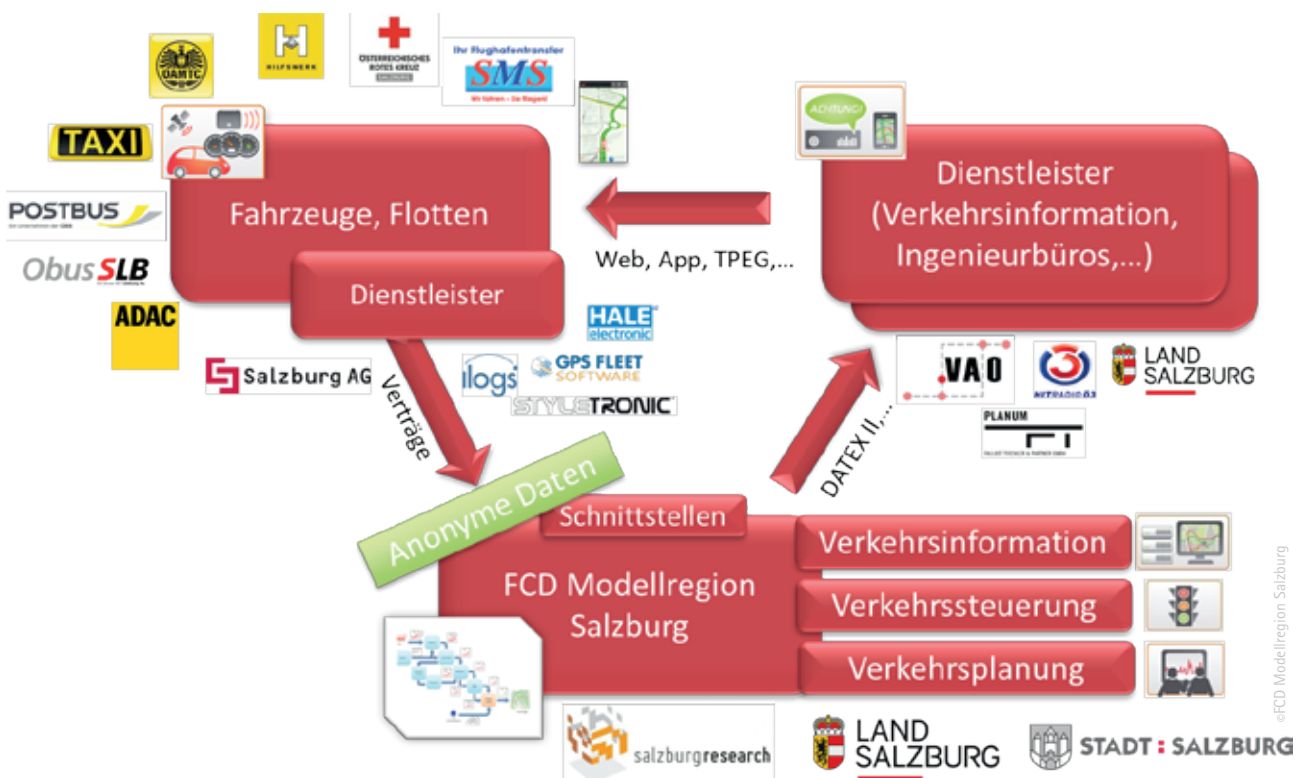 ÖAMTC
HILFSWERK
ÖSTERREICHISCHES
ROTES KREUZ
SALZBURG
Ihr Flughafentransfer
SMS
Wir fahren - Sie fliegen!
TAXI
POSTBUS
Obus SLB
ADAC
Salzburg AG
Fahrzeuge, Flotten
Dienstleister
HALE
electronic
ilogs
GPS FLEET
SOFTWARE
STYLETRONIC
Web, App, TPEG,...
ACHTUNG!
Dienstleister
(Verkehrsinformation,
Ingenieurbüros,...)
VAO
3
HITRADIO Ö3
LAND
SALZBURG
PLANUM
Verträge
DATEX II,...
Anonyme Daten
Schnittstellen
FCD Modellregion
Salzburg
Verkehrsinformation
Verkehrssteuerung
Verkehrsplanung
salzburgresearch
LAND
SALZBURG
STADT : SALZBURG
©FCD Modellregion Salzburg